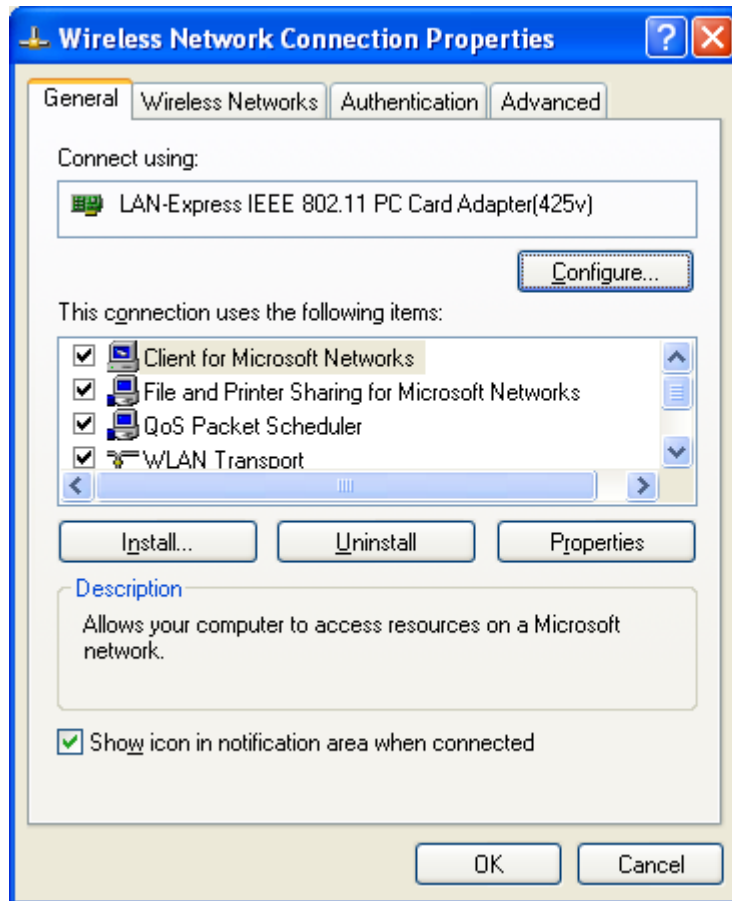 Wireless Network Connection Properties
General Wireless Networks Authentication Advanced
Connect using:
LAN-Express IEEE 802.11 PC Card Adapter(425v)
Configure...
This connection uses the following items:
Client for Microsoft Networks
File and Printer Sharing for Microsoft Networks
QoS Packet Scheduler
WLAN Transport
Install... Uninstall Properties
Description
Allows your computer to access resources on a Microsoft
network.
Show icon in notification area when connected
OK Cancel